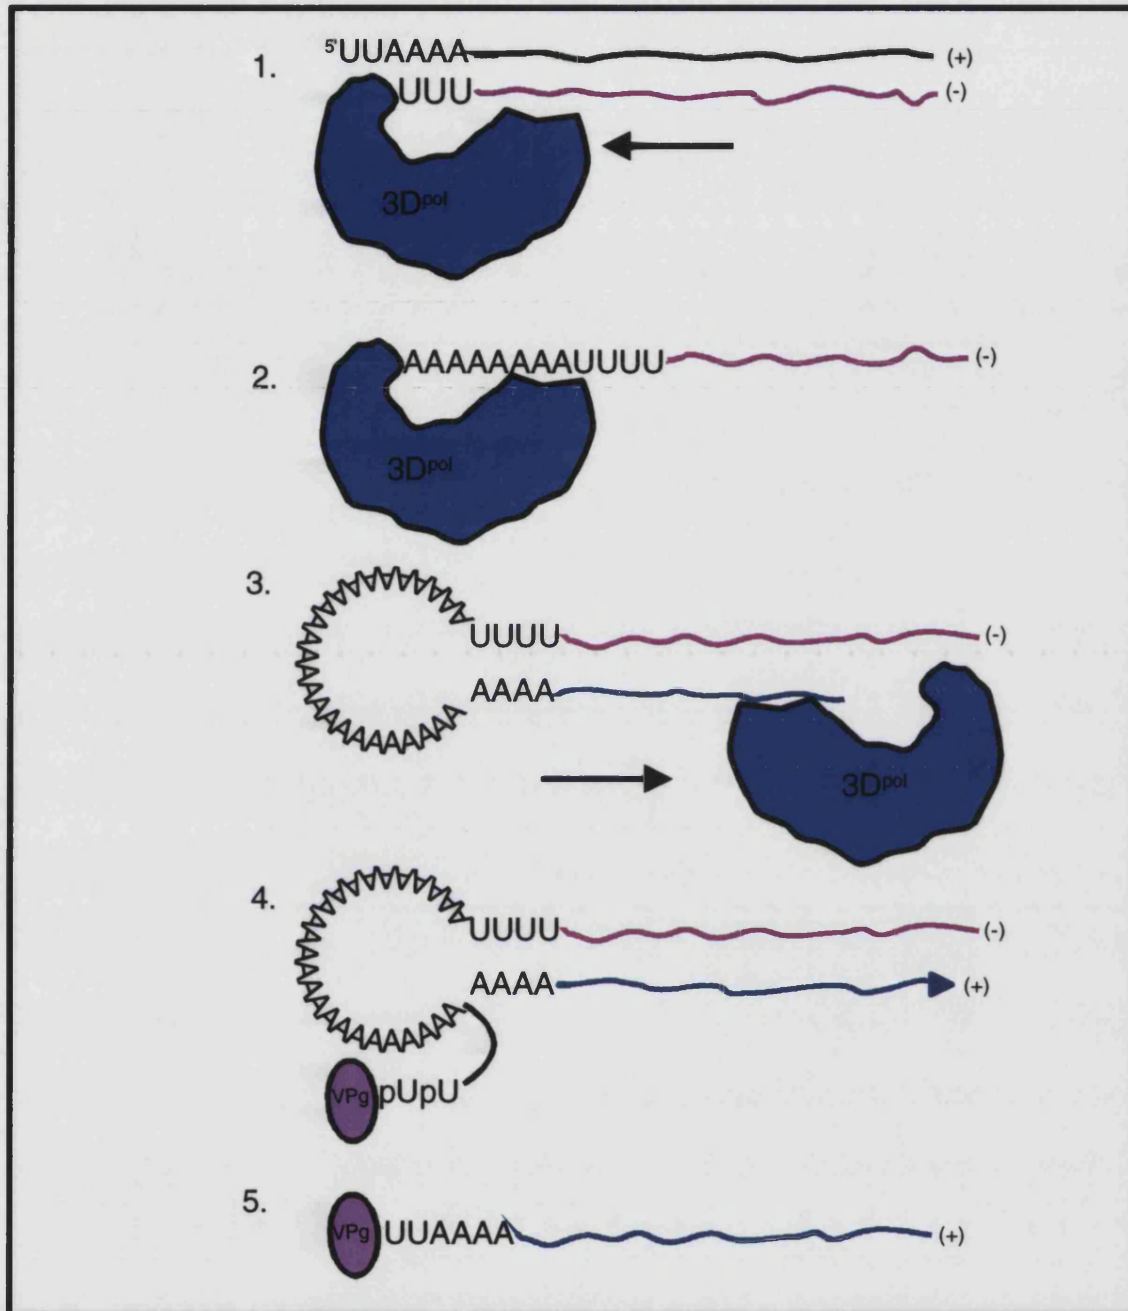 1. 5'UUAAAA (+)
UUU (-)
3Dpol
2. AAAAAAAAUUUU (-)
3Dpol
3. UUUU (-)
AAAA
3Dpol
4. UUUU (-)
AAAA (+)
VPg pUpU
5. VPg UUAAAA (+)